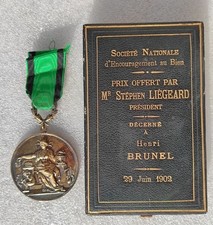 SOCIÉTÉ NATIONALE
d'Encouragement au Bien
PRIX OFFERT PAR
MR STÉPHEN LIÉGEARD
PRÉSIDENT
DÉCERNÉ
À
Henri
BRUNEL
29 Juin 1902